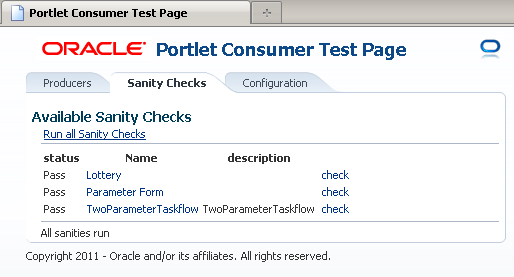 Portlet Consumer Test Page
ORACLE Portlet Consumer Test Page
Producers Sanity Checks Configuration
Available Sanity Checks
Run all Sanity Checks
status Name description
Pass Lottery check
Pass Parameter Form check
Pass TwoParameterTaskflow TwoParameterTaskflow check
All sanities run
Copyright 2011 - Oracle and/or its affiliates. All rights reserved.